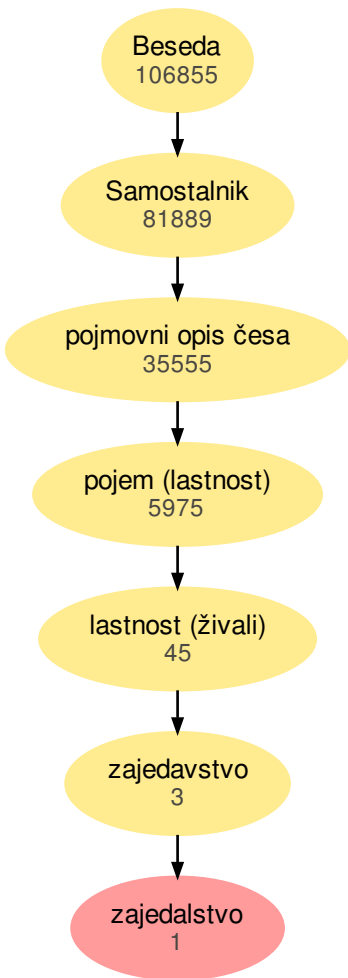 Beseda
106855
Samostalnik
81889
pojmovni opis česa
35555
pojem (lastnost)
5975
lastnost (živali)
45
zajedavstvo
3
zajedalstvo
1